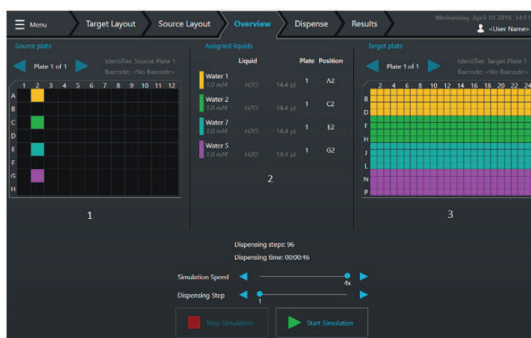 Menu
Target Layout
Source Layout
Overview
Dispense
Results
Wednesday, April 10 2019 14:51
<User Name>
Source plate
Plate 1 of 1
Identifier: Source Plate 1
Barcode: <No Barcode>
1 2 3 4 5 6 7 8 9 10 11 12
A
B
C
D
E
F
G
H
1
Assigned liquids
Liquid Plate Position
Water 1
1.0 mM H2O 14.4 µL 1 A2
Water 2
1.0 mM H2O 14.4 µL 1 C2
Water 7
1.0 mM H2O 14.4 µL 1 E2
Water 5
1.0 mM H2O 14.4 µL 1 G2
2
Target plate
Plate 1 of 1
Identifier: Target Plate 1
Barcode: <No Barcode>
2 4 6 8 10 12 14 16 18 20 22 24
B
D
F
H
J
L
N
P
3
Dispensing steps: 96
Dispensing time: 00:00:46
Simulation Speed
4x
Dispensing Step
1
Stop Simulation
Start Simulation